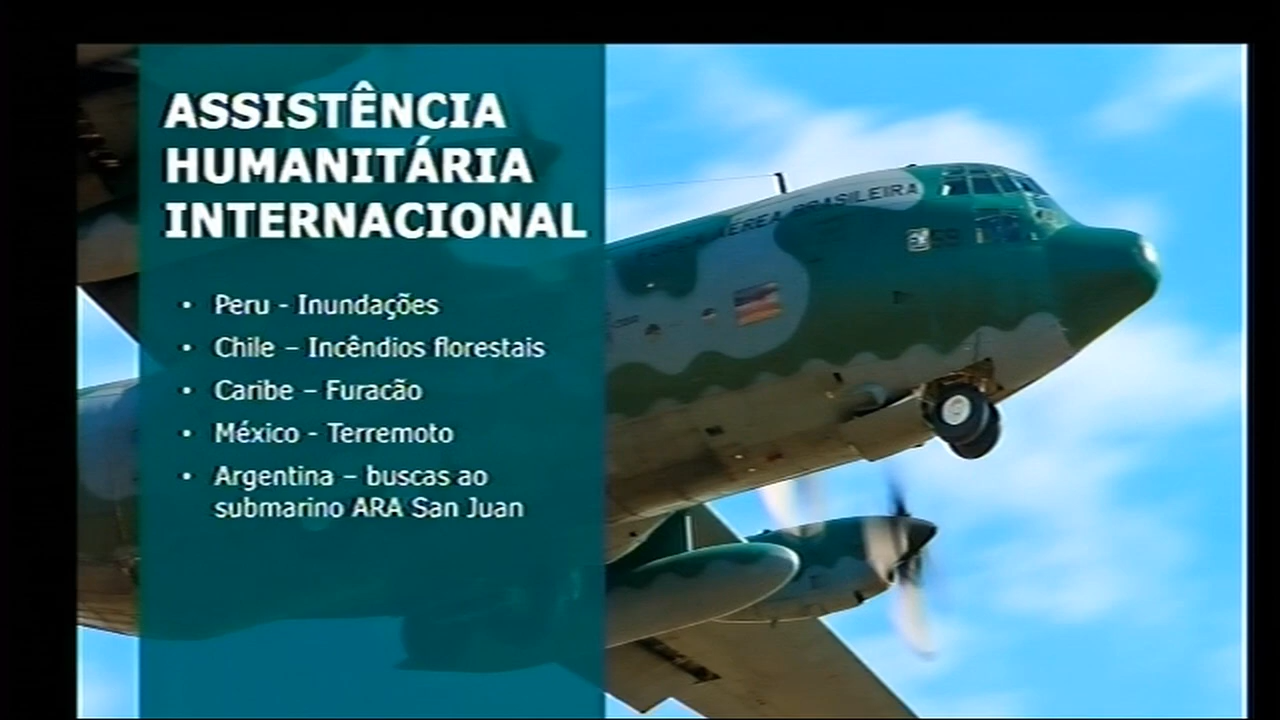 ASSISTÊNCIA
HUMANITÁRIA
INTERNACIONAL
• Peru - Inundações
• Chile – Incêndios florestais
• Caribe – Furacão
• México - Terremoto
• Argentina – buscas ao
submarino ARA San Juan
ÉREA BRASILEIRA